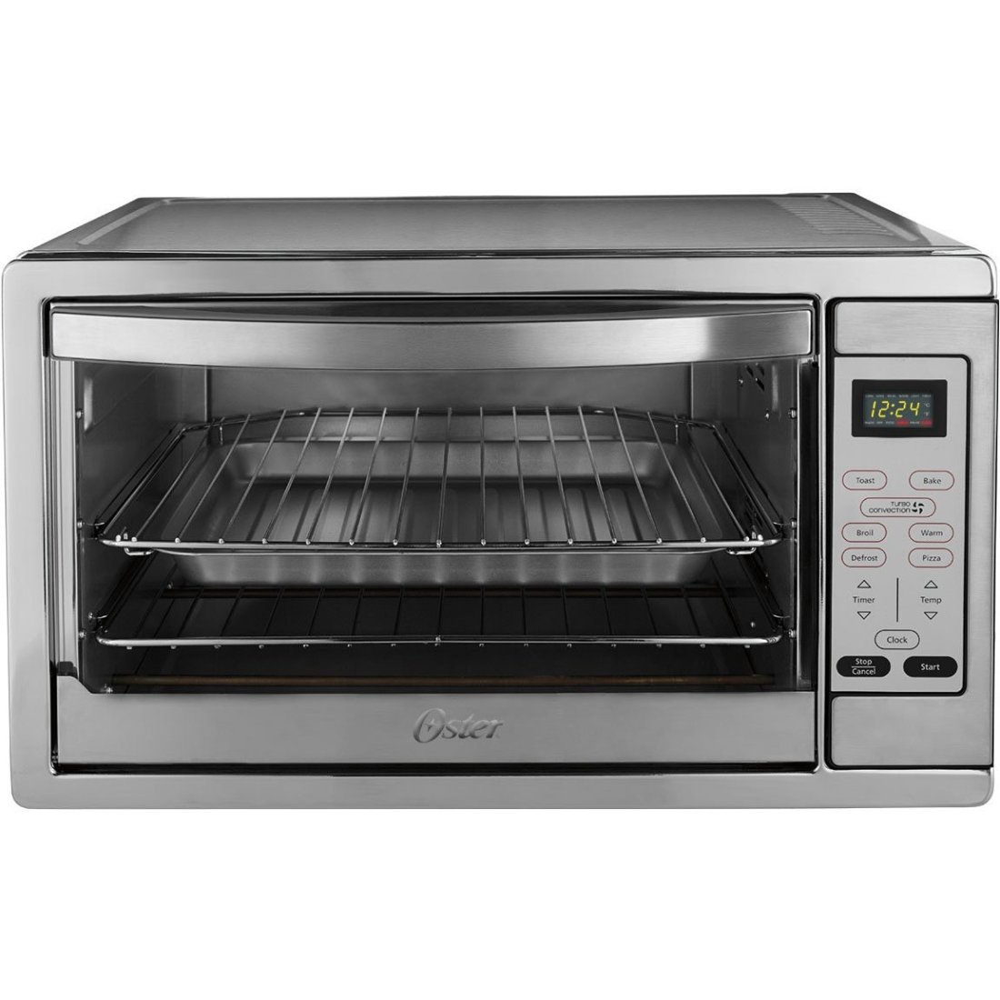 12:24
°C
°F
Toast
Bake
TURBO
CONVECTION
Broil
Warm
Defrost
Pizza
Timer
Temp
Clock
Stop
Cancel
Start
Oster